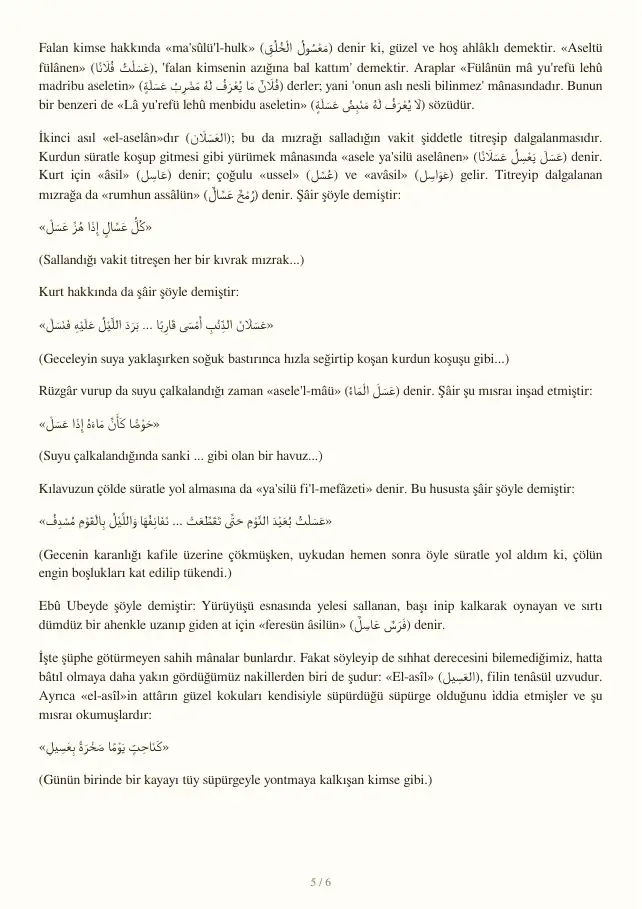 Falan kimse hakkında «ma'sûlü'l-hulk» (مَعْسُولُ الْخُلُقِ) denir ki, güzel ve hoş ahlâklı demektir. «Aseltü
fülânen» (عَسَلْتُ فُلَانًا), 'falan kimsenin azığına bal kattım' demektir. Araplar «Fülânün mâ yu'refü lehû
madribu aseletin» (فُلَانٌ مَا يُعْرَفُ لَهُ مَضْرِبُ عَسَلَةٍ) derler; yani 'onun aslı nesli bilinmez' mânasındadır. Bunun
bir benzeri de «Lâ yu'refü lehû menbidu aseletin» (لَا يُعْرَفُ لَهُ مَنْبِضُ عَسَلَةٍ) sözüdür.
İkinci asıl «el-aselân»dır (العَسَلَان); bu da mızrağı salladığın vakit şiddetle titreşip dalgalanmasıdır.
Kurdun süratle koşup gitmesi gibi yürümek mânasında «asele ya'silü aselânen» (عَسَلَ يَعْسِلُ عَسَلَانًا) denir.
Kurt için «âsil» (عَاسِل) denir; çoğulu «ussel» (عُسَّل) ve «avâsil» (عَوَاسِل) gelir. Titreyip dalgalanan
mızrağa da «rumhun assâlün» (رُمْحٌ عَسَّالٌ) denir. Şâir şöyle demiştir:
«كُلُّ عَسَّالٍ إِذَا هُزَّ عَسَلَ»
(Sallandığı vakit titreşen her bir kıvrak mızrak...)
Kurt hakkında da şâir şöyle demiştir:
«عَسَلَانَ الذِّئْبِ أَمْسَى قَارِبًا ... بَرَدَ اللَّيْلُ عَلَيْهِ فَنَسَلَ»
(Geceleyin suya yaklaşırken soğuk bastırınca hızla seğirtip koşan kurdun koşuşu gibi...)
Rüzgâr vurup da suyu çalkalandığı zaman «asele'l-mâü» (عَسَلَ الْمَاءُ) denir. Şâir şu mısraı inşad etmiştir:
«حَوْضًا كَأَنَّ مَاءَهُ إِذَا عَسَلَ»
(Suyu çalkalandığında sanki ... gibi olan bir havuz...)
Kılavuzun çölde süratle yol almasına da «ya'silü fi'l-mefâzeti» denir. Bu hususta şâir şöyle demiştir:
«عَسَلْتُ بُعَيْدَ النَّوْمِ حَتَّى تَقَطَّعَتْ ... نَفَانِفُهَا وَاللَّيْلُ بِالْقَوْمِ مُسْدِفُ»
(Gecenin karanlığı kafile üzerine çökmüşken, uykudan hemen sonra öyle süratle yol aldım ki, çölün
engin boşlukları kat edilip tükendi.)
Ebû Ubeyde şöyle demiştir: Yürüyüşü esnasında yelesi sallanan, başı inip kalkarak oynayan ve sırtı
dümdüz bir ahenkle uzanıp giden at için «feresün âsilün» (فَرَسٌ عَاسِلٌ) denir.
İşte şüphe götürmeyen sahih mânalar bunlardır. Fakat söyleyip de sıhhat derecesini bilemediğimiz, hatta
bâtıl olmaya daha yakın gördüğümüz nakillerden biri de şudur: «El-asîl» (العَسِيل), filin tenâsül uzvudur.
Ayrıca «el-asîl»in attârın güzel kokuları kendisiyle süpürdüğü süpürge olduğunu iddia etmişler ve şu
mısraı okumuşlardır:
«كَنَاحِتٍ يَوْمًا صَخْرَةً بِعَسِيلِ»
(Günün birinde bir kayayı tüy süpürgeyle yontmaya kalkışan kimse gibi.)
5 / 6